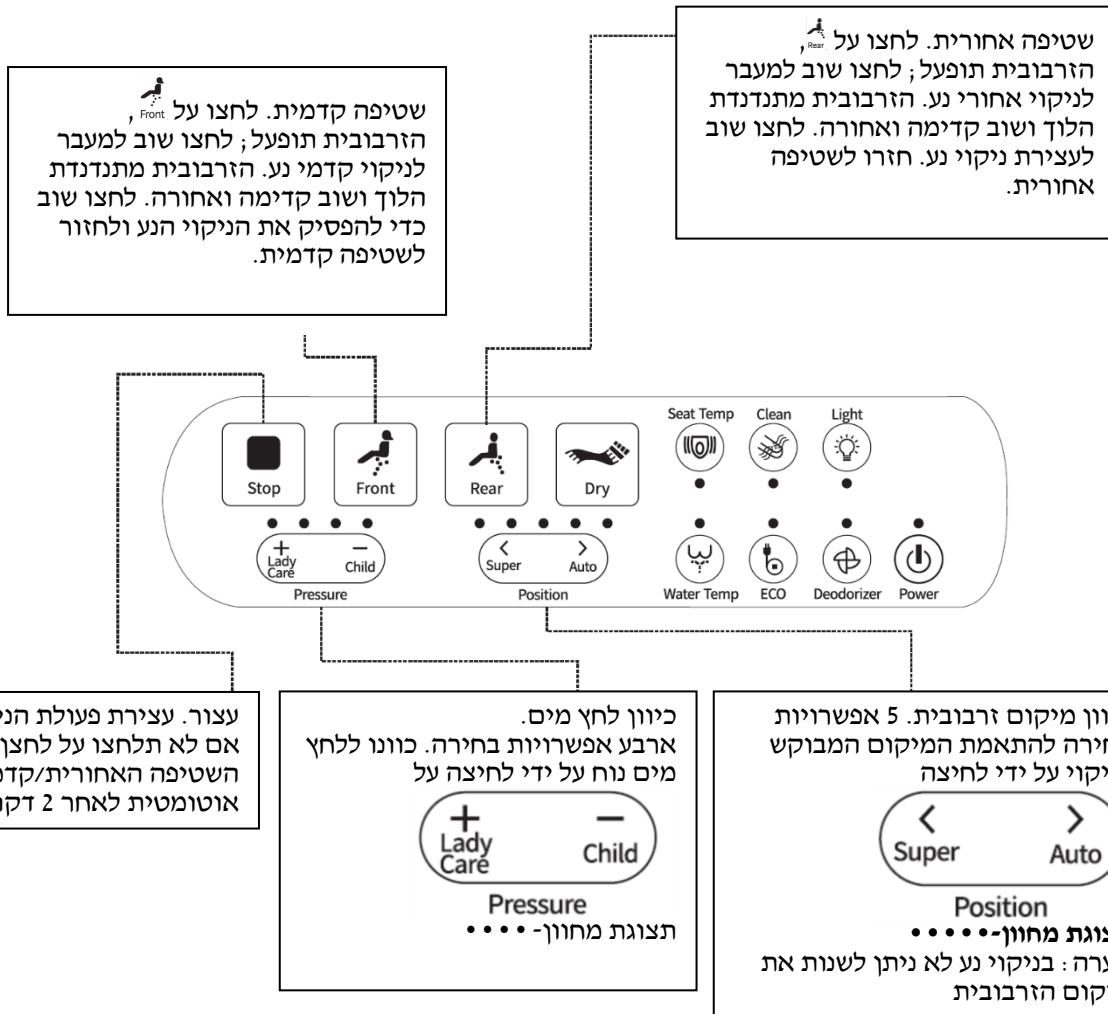 שטיפה אחורית. לחצו על Rear,
הזרבובית תופעל; לחצו שוב למעבר
לניקוי אחורי נע. הזרבובית מתנדנדת
הלוך ושוב קדימה ואחורה. לחצו שוב
לעצירת ניקוי נע. חזרו לשטיפה
אחורית.
שטיפה קדמית. לחצו על Front,
הזרבובית תופעל; לחצו שוב למעבר
לניקוי קדמי נע. הזרבובית מתנדנדת
הלוך ושוב קדימה ואחורה. לחצו שוב
כדי להפסיק את הניקוי הנע ולחזור
לשטיפה קדמית.
Seat Temp Clean Light
Stop Front Rear Dry
+ Lady Care − Child
< Super > Auto
Pressure Position
Water Temp ECO Deodorizer Power
עצור. עצירת פעולת הני
אם לא תלחצו על לחצן
השטיפה האחורית/קדמ
אוטומטית לאחר 2 דקו
כיוון לחץ מים.
ארבע אפשרויות בחירה. כוונו ללחץ
מים נוח על ידי לחיצה על
+ −
Lady Care Child
Pressure
תצוגת מחוון- ••••
וון מיקום זרבובית. 5 אפשרויות
חירה להתאמת המיקום המבוקש
יקוי על ידי לחיצה
< >
Super Auto
Position
צוגת מחוון-•••••
ערה: בניקוי נע לא ניתן לשנות את
קום הזרבובית